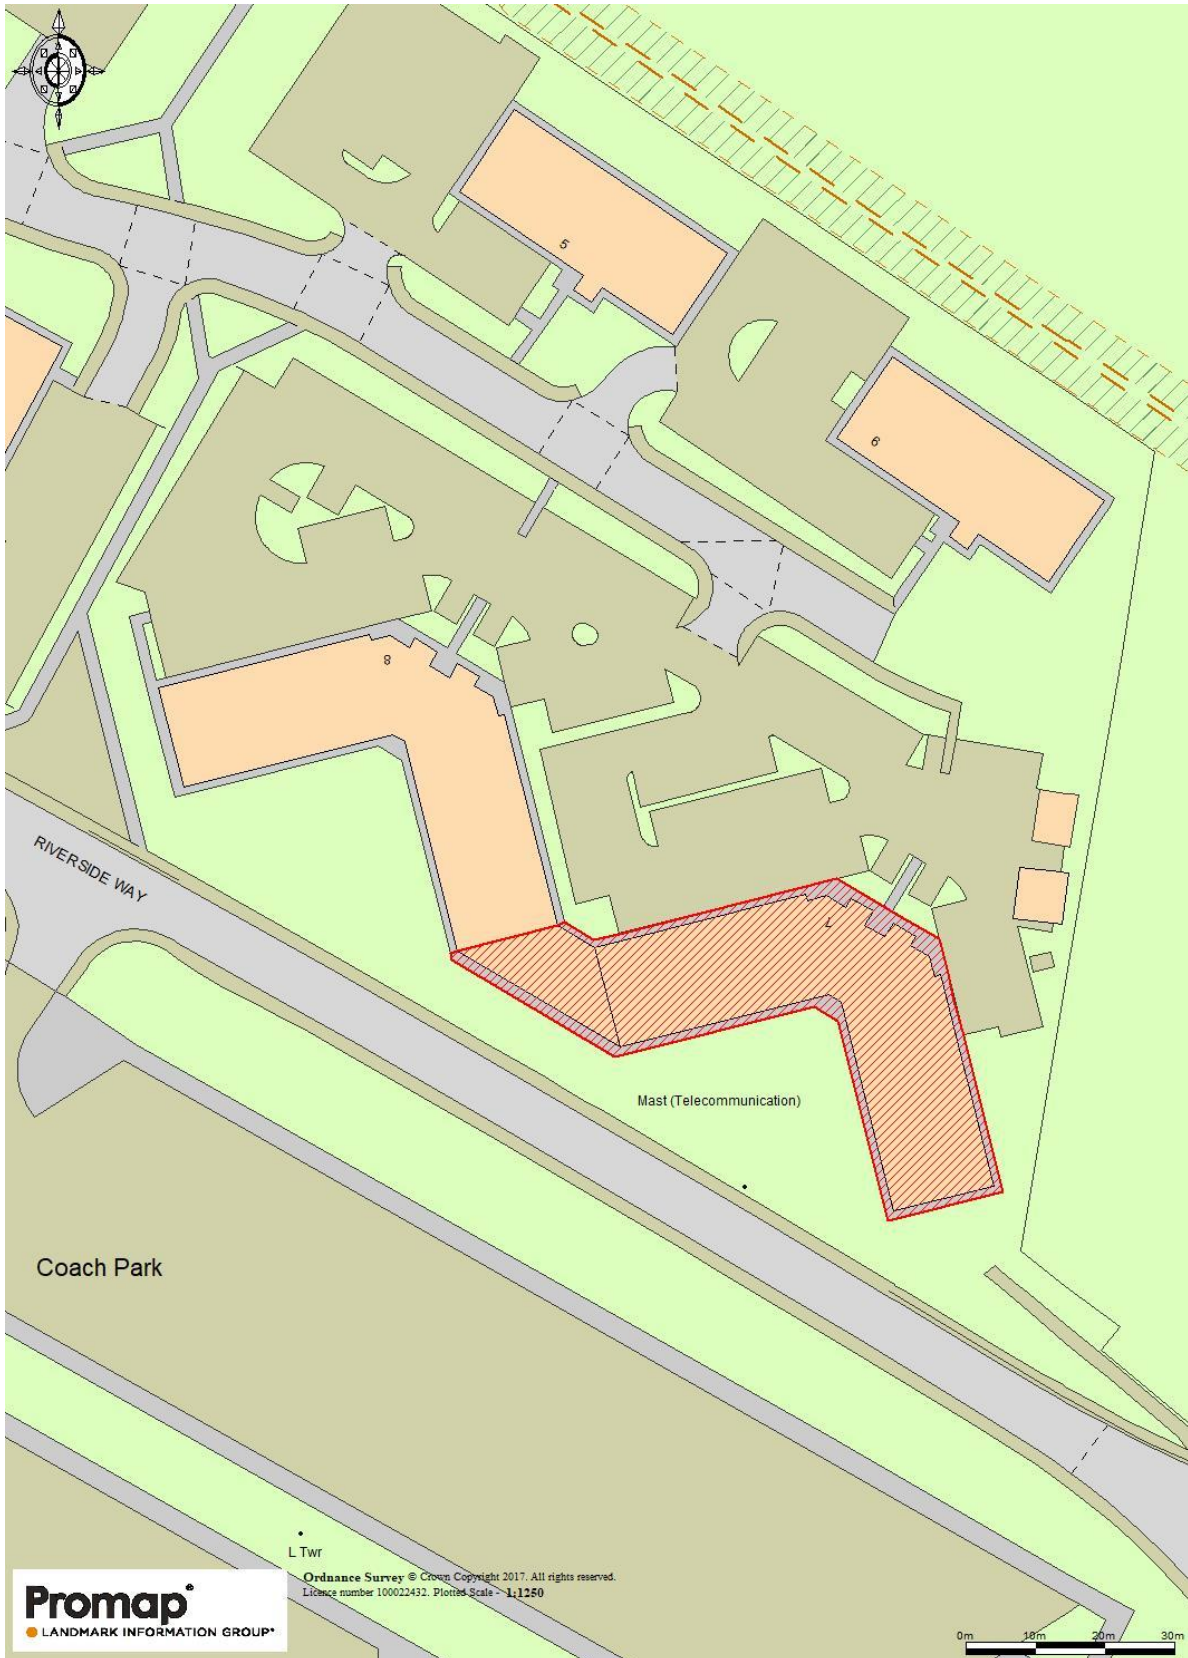 5
6
8
RIVERSIDE WAY
7
Mast (Telecommunication)
Coach Park
L Twr
Ordnance Survey © Crown Copyright 2017. All rights reserved.
Licence number 100022432. Plotted Scale - 1:1250
Promap®
LANDMARK INFORMATION GROUP®
0m 10m 20m 30m